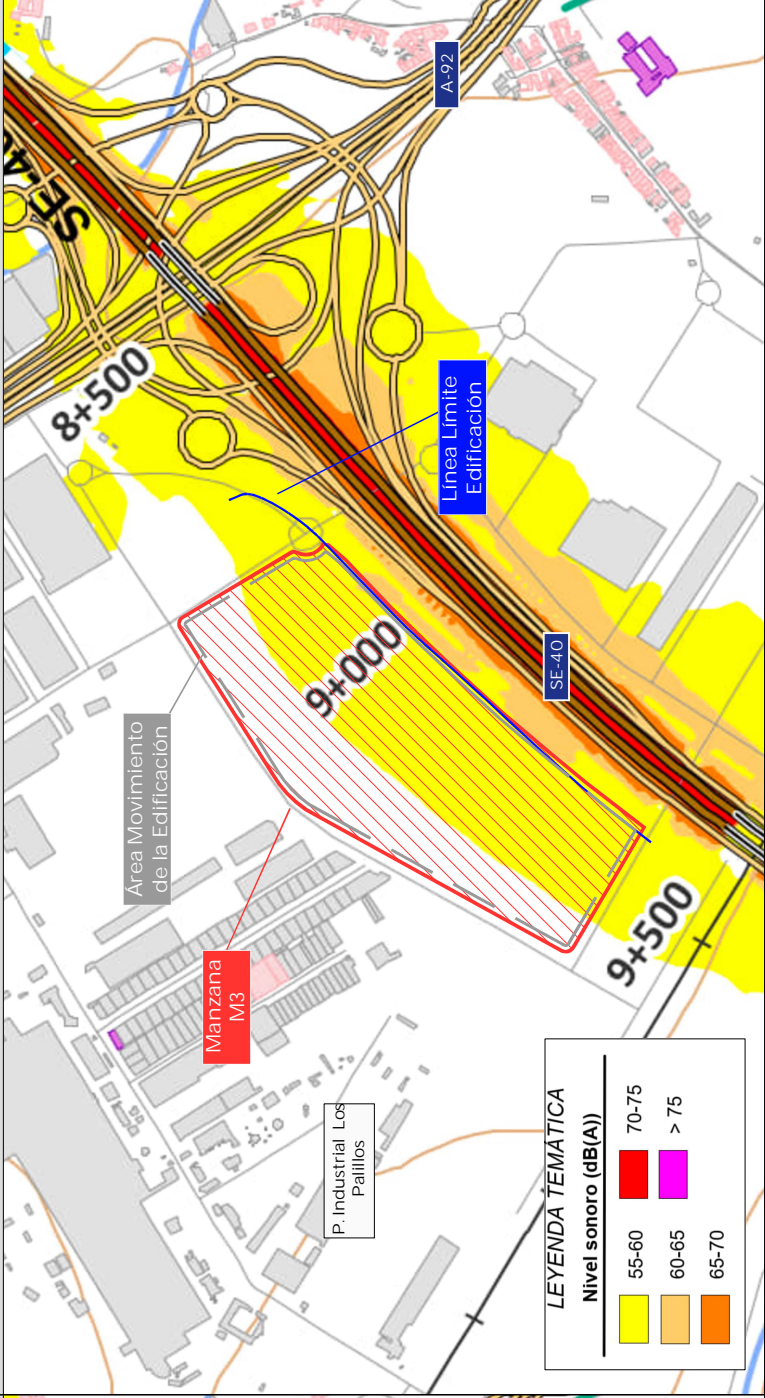 SE-40
A-92
8+500
Línea Límite
Edificación
9+000
SE-40
Área Movimiento
de la Edificación
Manzana
M3
9+500
P. Industrial Los
Palillos
LEYENDA TEMÁTICA
Nivel sonoro (dB(A))
55-60
60-65
65-70
70-75
> 75